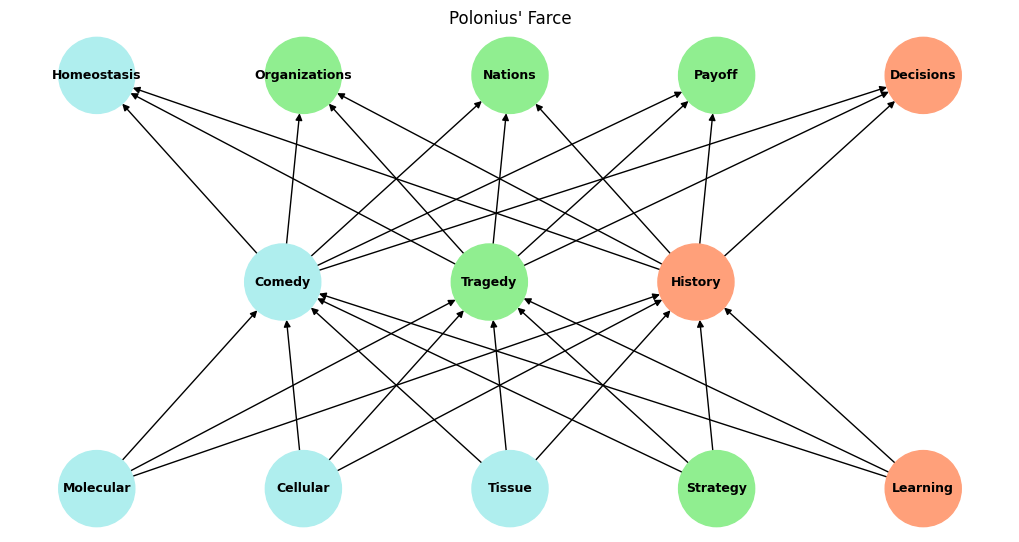 Polonius' Farce
Homeostasis
Organizations
Nations
Payoff
Decisions
Comedy
Tragedy
History
Molecular
Cellular
Tissue
Strategy
Learning